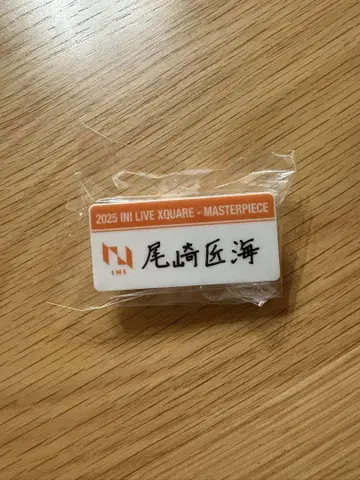 2025 INI LIVE XQUARE - MASTERPIECE
INI
尾崎匠海